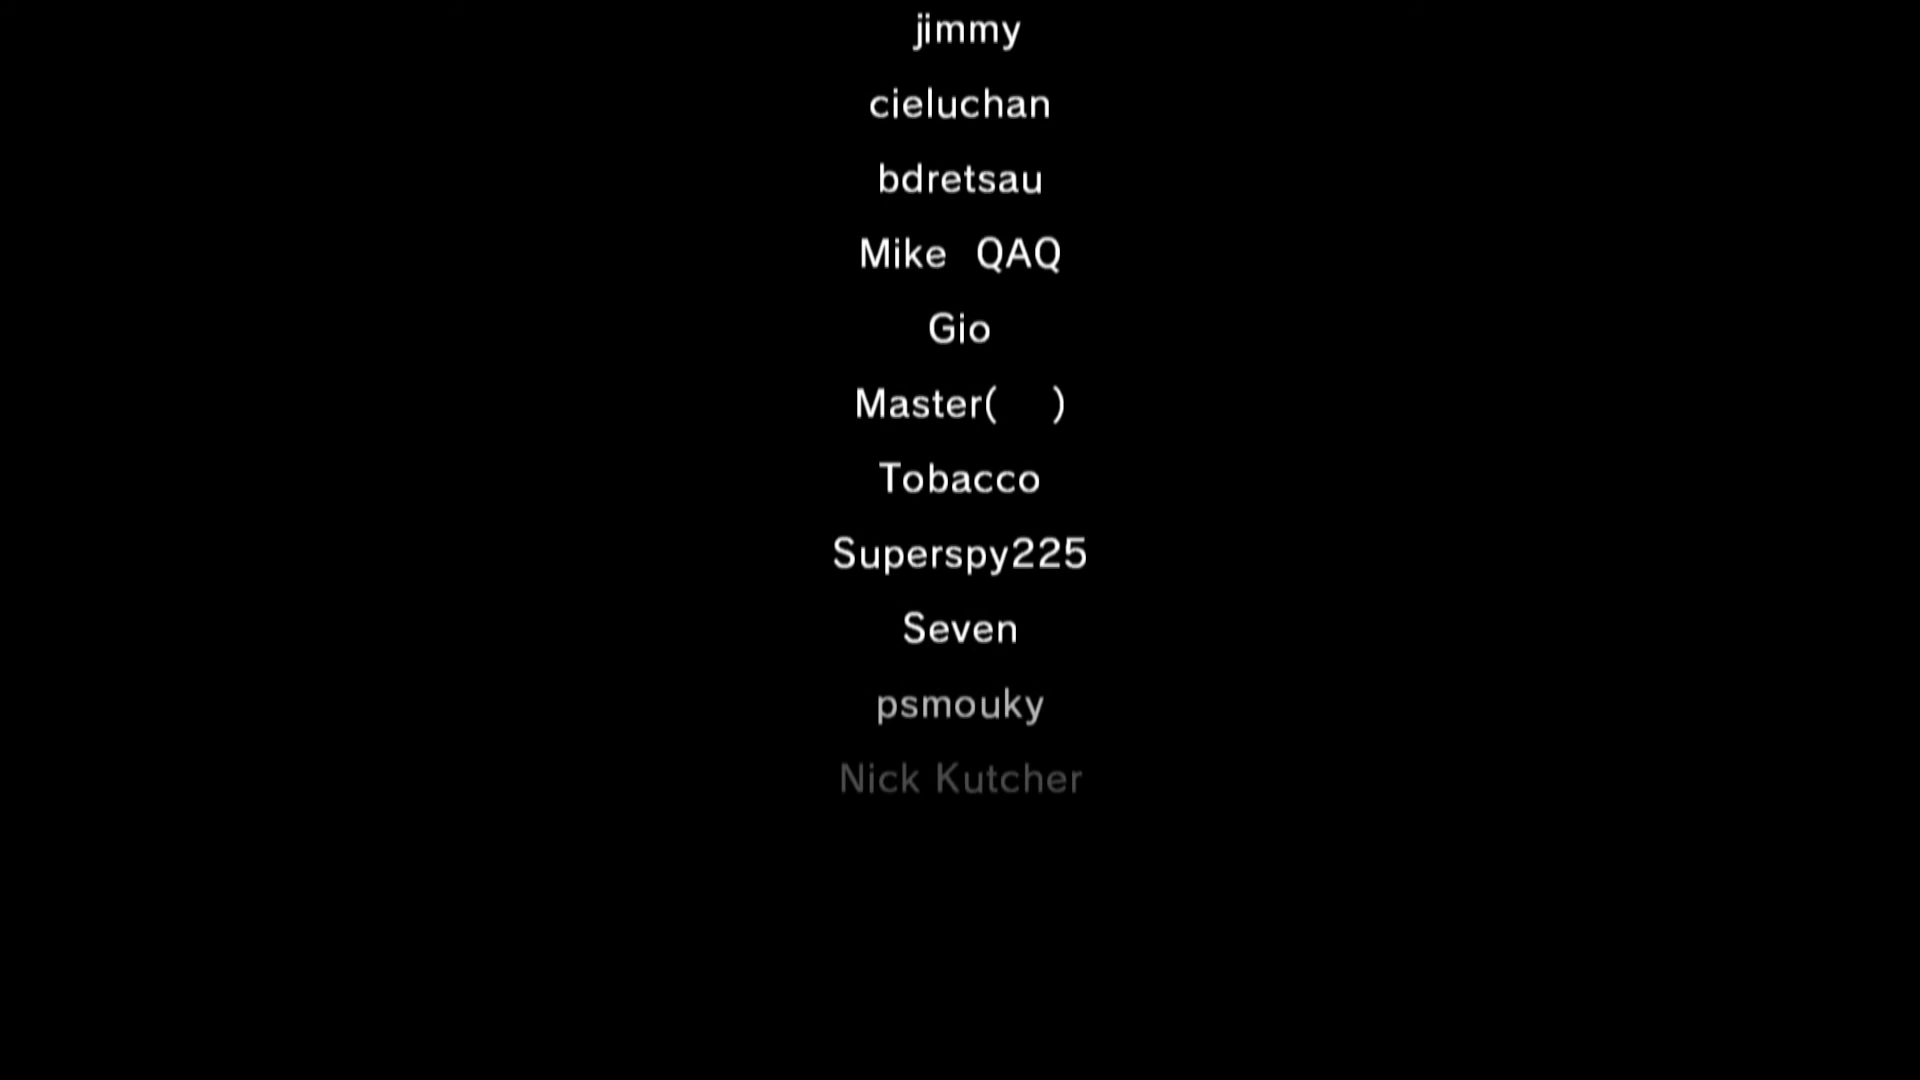 jimmy
cieluchan
bdretsau
Mike  QAQ
Gio
Master(    )
Tobacco
Superspy225
Seven
psmouky
Nick Kutcher